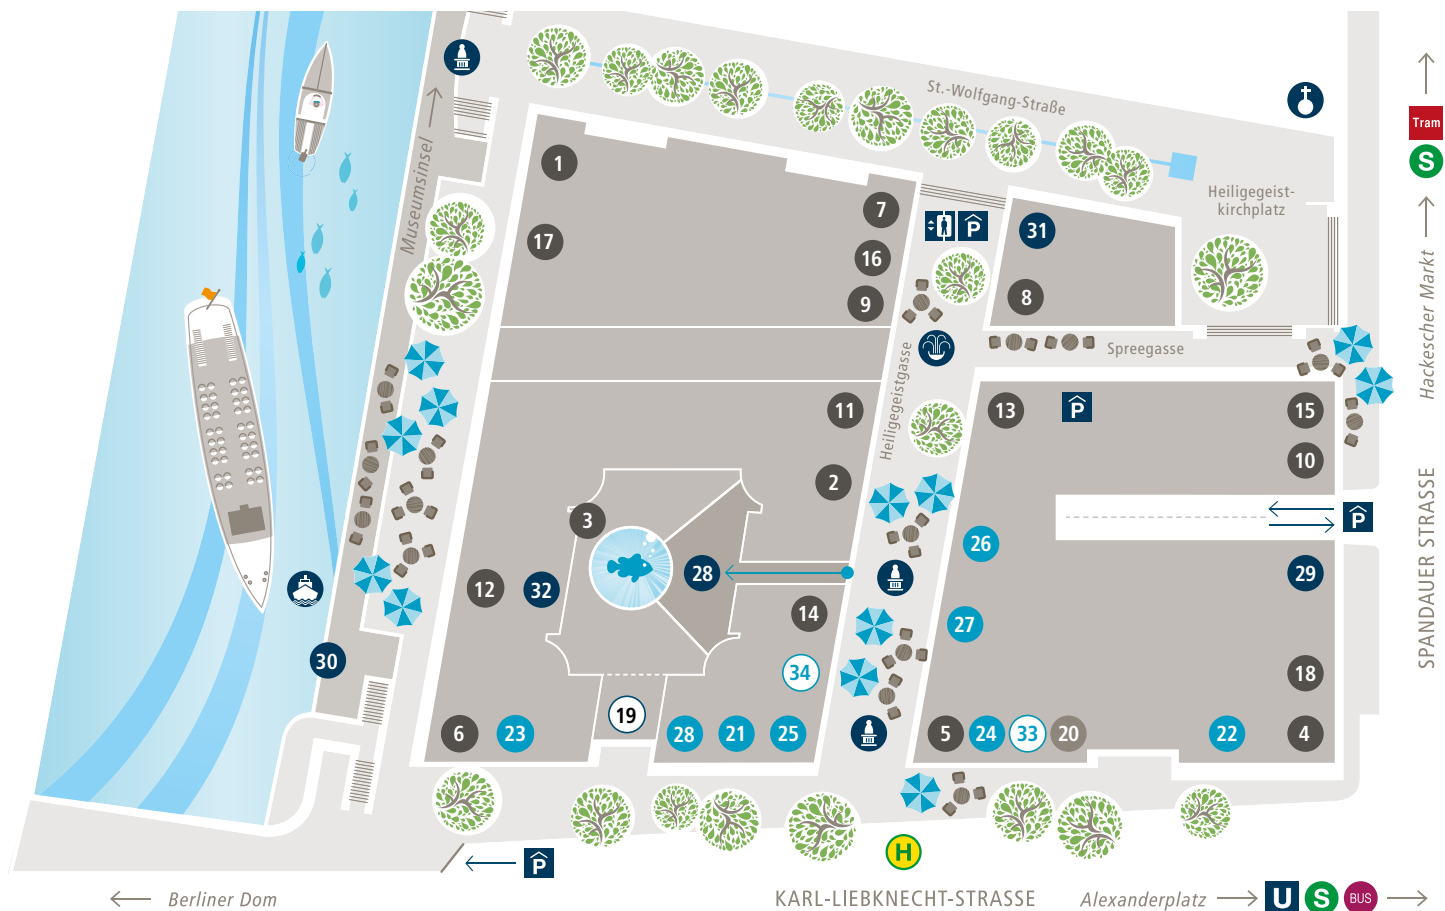 St.-Wolfgang-Straße
Tram
S
Museumsinsel
1
7
Heiligegeist-
kirchplatz
17
P
31
16
8
9
Heiligegeistgasse
Spreegasse
Hackescher Markt
11
13
P
15
10
2
3
P
26
28
12
32
29
14
27
30
34
18
SPANDAUER STRASSE
19
6
23
28
21
25
5
24
33
20
22
4
H
P
Berliner Dom
KARL-LIEBKNECHT-STRASSE
Alexanderplatz
U
S
BUS